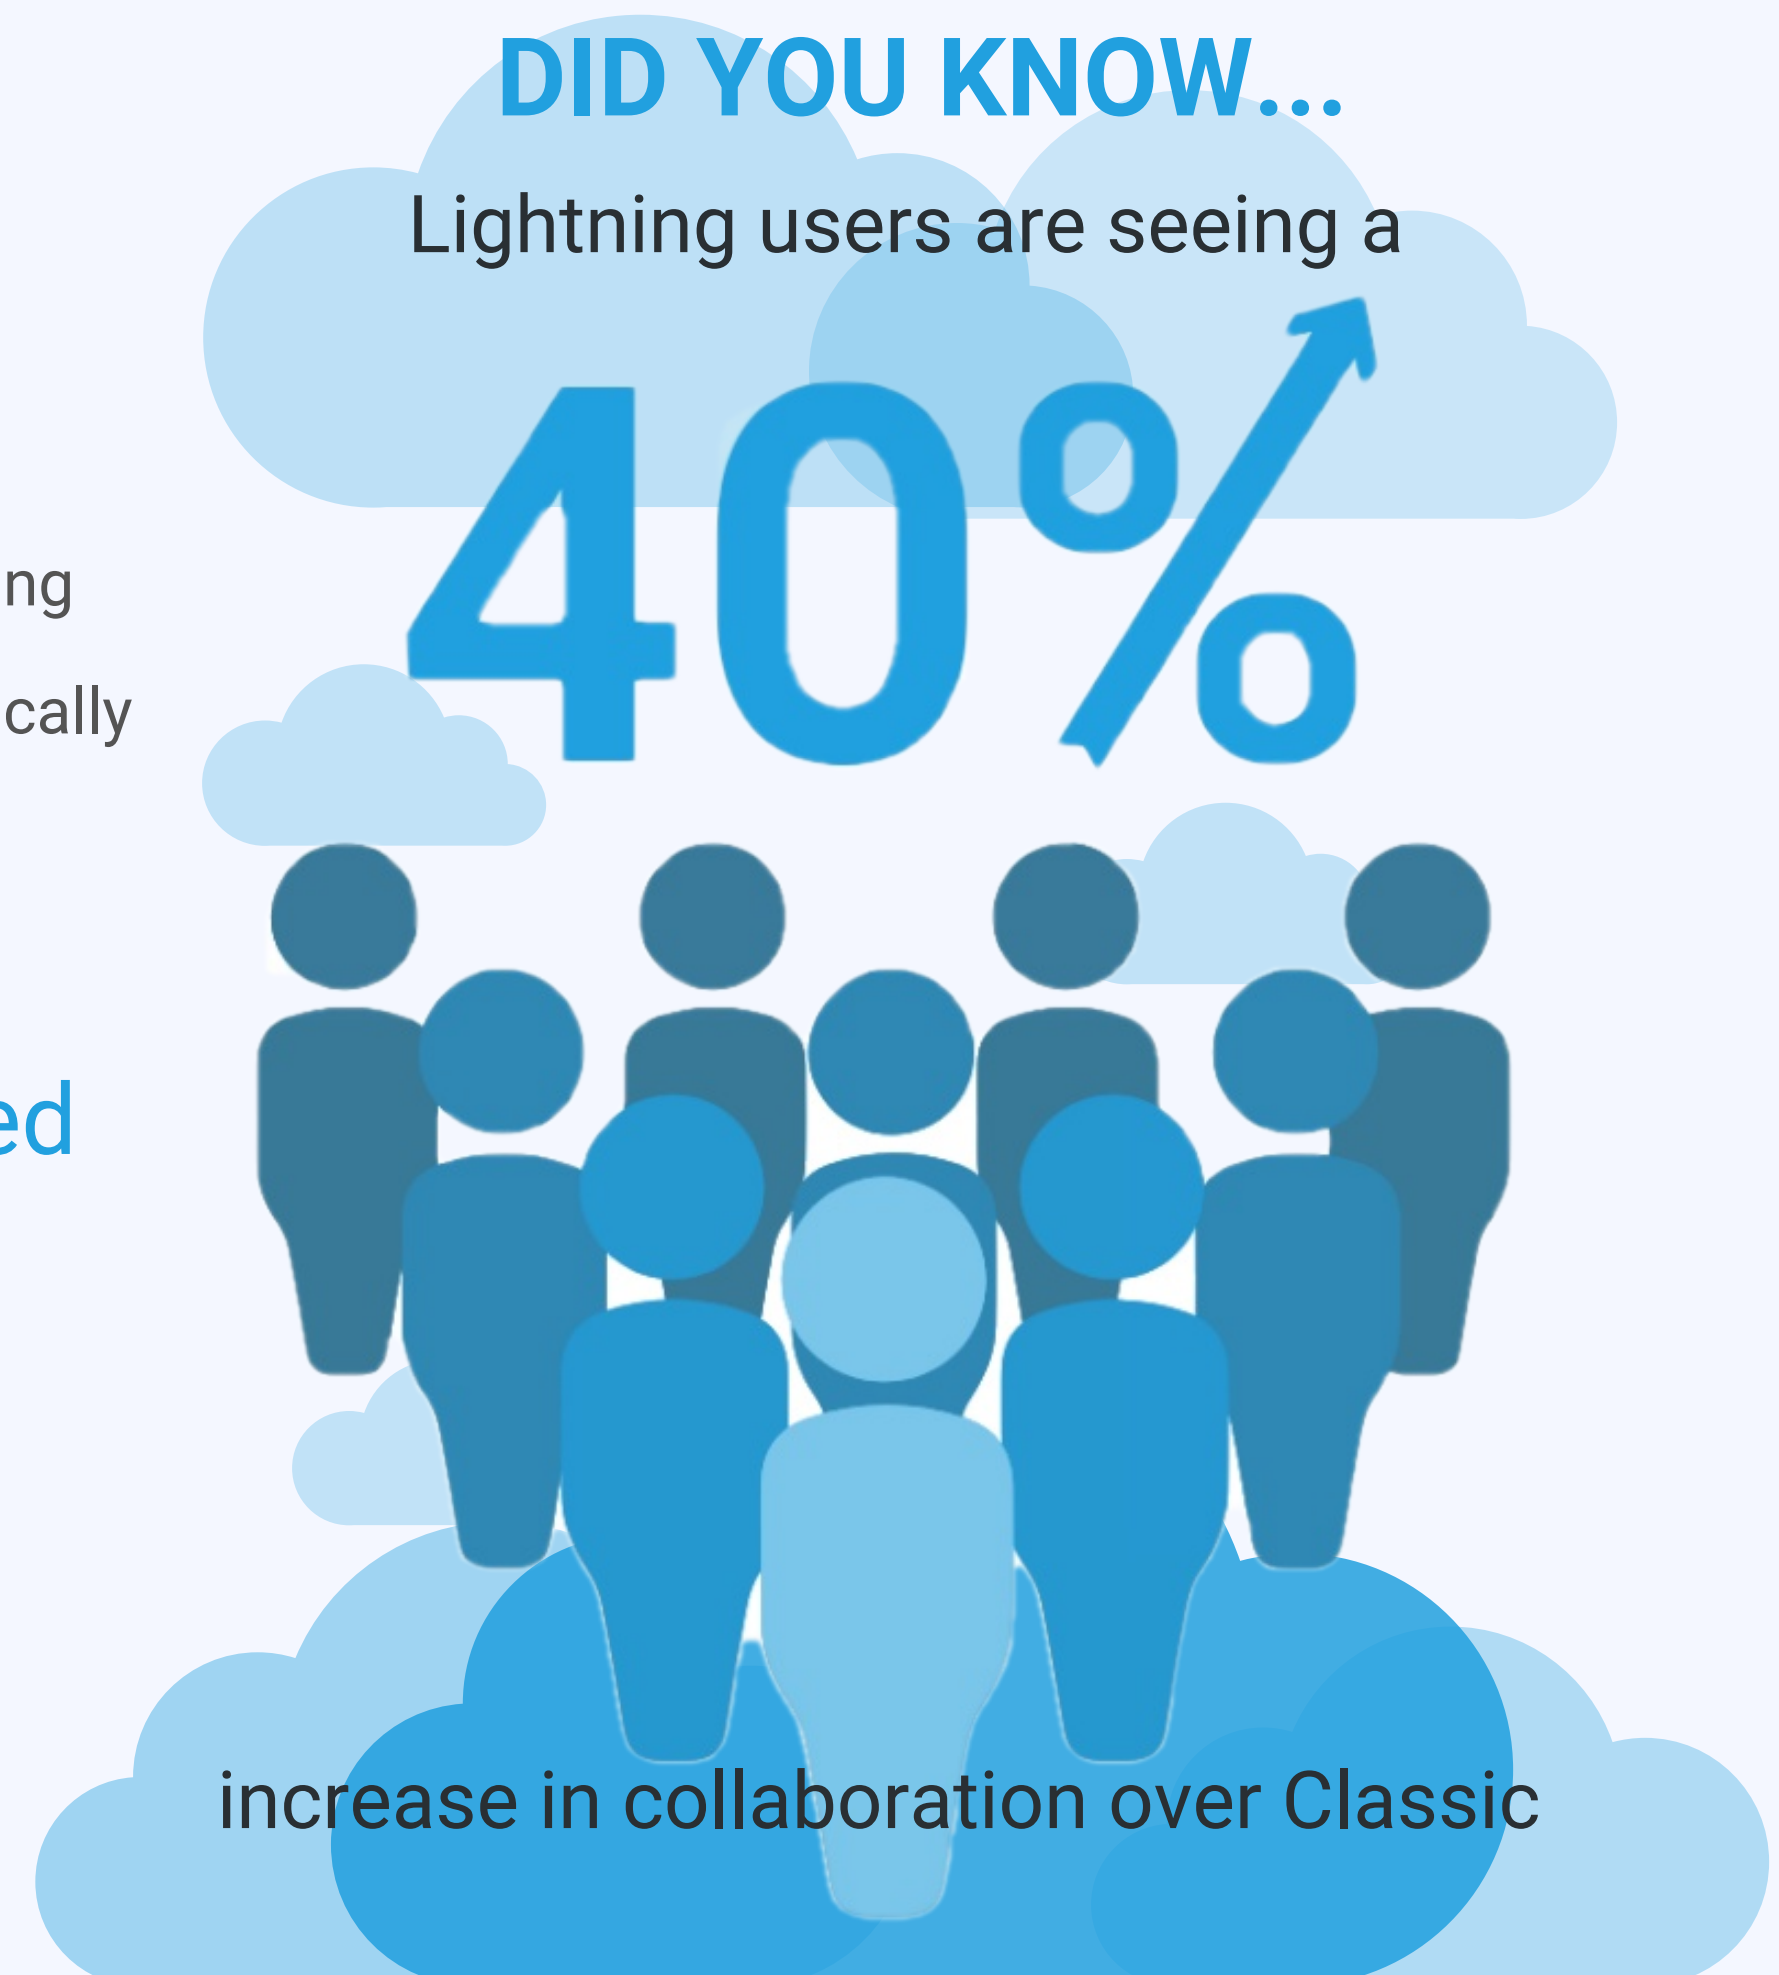 DID YOU KNOW...
Lightning users are seeing a
40%
ng
cally
ed
increase in collaboration over Classic